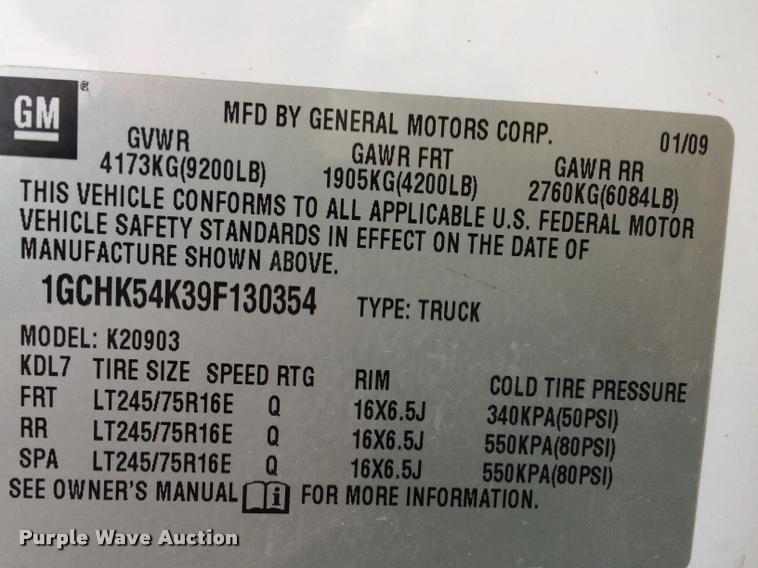 GM®
MFD BY GENERAL MOTORS CORP. 01/09
GVWR GAWR FRT GAWR RR
4173KG(9200LB) 1905KG(4200LB) 2760KG(6084LB)
THIS VEHICLE CONFORMS TO ALL APPLICABLE U.S. FEDERAL MOTOR
VEHICLE SAFETY STANDARDS IN EFFECT ON THE DATE OF
MANUFACTURE SHOWN ABOVE.
1GCHK54K39F130354 TYPE: TRUCK
MODEL: K20903
KDL7 TIRE SIZE SPEED RTG RIM COLD TIRE PRESSURE
FRT LT245/75R16E Q 16X6.5J 340KPA(50PSI)
RR LT245/75R16E Q 16X6.5J 550KPA(80PSI)
SPA LT245/75R16E Q 16X6.5J 550KPA(80PSI)
SEE OWNER'S MANUAL i FOR MORE INFORMATION.
Purple Wave Auction